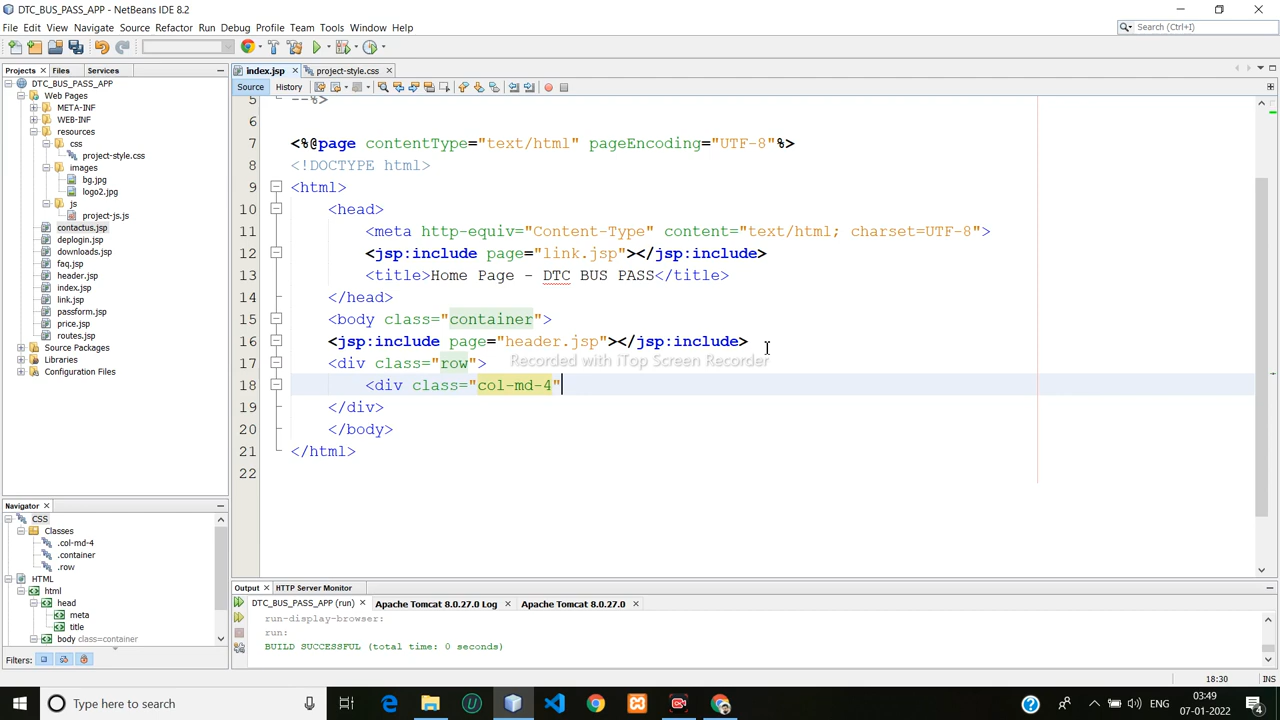 DTC_BUS_PASS_APP - NetBeans IDE 8.2
File Edit View Navigate Source Refactor Run Debug Profile Team Tools Window Help
Search (Ctrl+I)
Projects Files Services
index.jsp project-style.css
Source History
DTC_BUS_PASS_APP
Web Pages
META-INF
WEB-INF
resources
css
project-style.css
images
bg.jpg
logo2.jpg
js
project-js.js
contactus.jsp
deplogin.jsp
downloads.jsp
faq.jsp
header.jsp
index.jsp
link.jsp
passform.jsp
price.jsp
routes.jsp
Source Packages
Libraries
Configuration Files
5 --%>
6
7 <%@page contentType="text/html" pageEncoding="UTF-8"%>
8 <!DOCTYPE html>
9 <html>
10 <head>
11 <meta http-equiv="Content-Type" content="text/html; charset=UTF-8">
12 <jsp:include page="link.jsp"></jsp:include>
13 <title>Home Page - DTC BUS PASS</title>
14 </head>
15 <body class="container">
16 <jsp:include page="header.jsp"></jsp:include>
17 <div class="row">
Recorded with iTop Screen Recorder
18 <div class="col-md-4"
19 </div>
20 </body>
21 </html>
22
Navigator
CSS
Classes
.col-md-4
.container
.row
HTML
html
head
meta
title
body class=container
Filters:
Output HTTP Server Monitor
DTC_BUS_PASS_APP (run) Apache Tomcat 8.0.27.0 Log Apache Tomcat 8.0.27.0
run-display-browser:
run:
BUILD SUCCESSFUL (total time: 0 seconds)
18:30 INS
Type here to search
ENG
03:49
07-01-2022
4